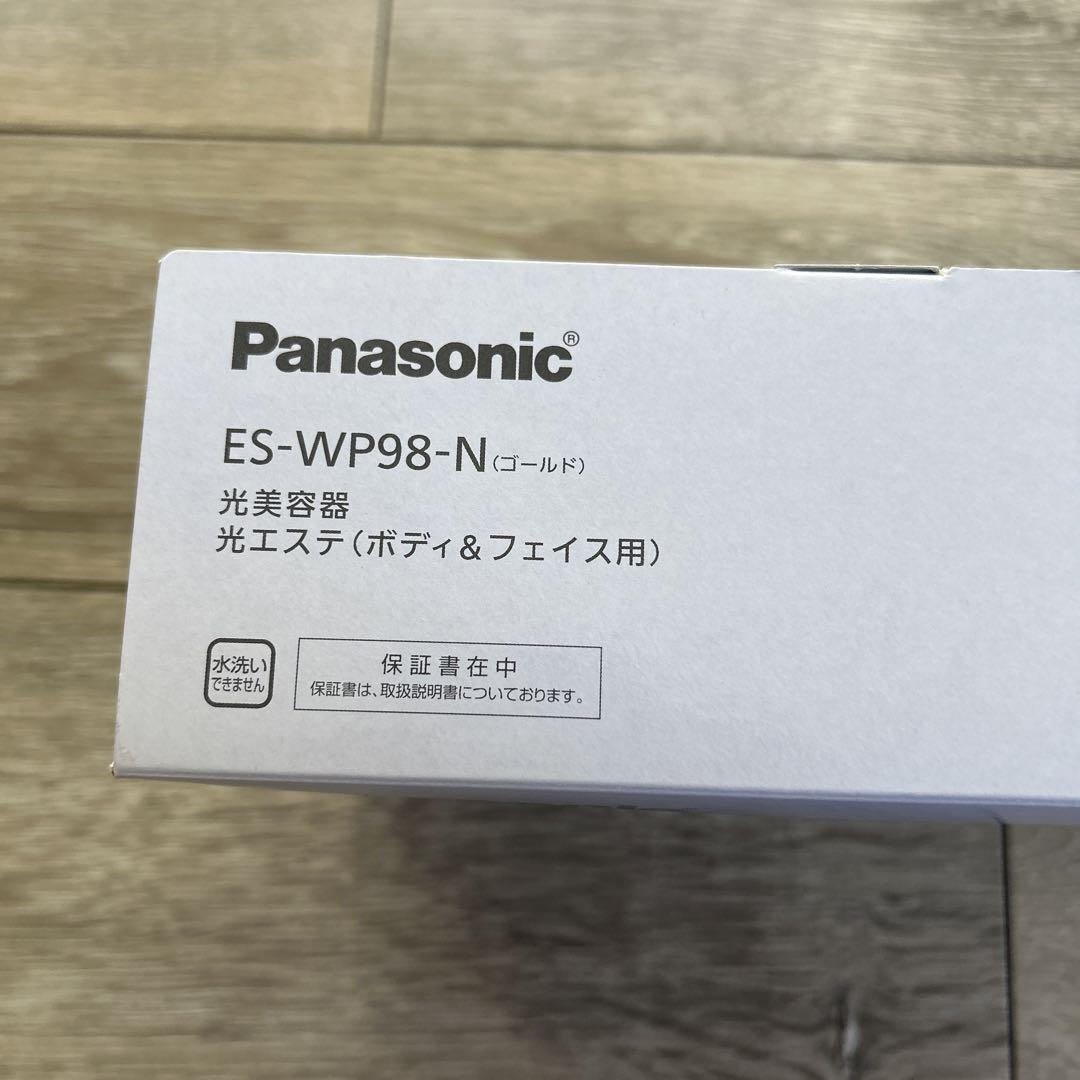 Panasonic®
ES-WP98-N(ゴールド)
光美容器
光エステ(ボディ&フェイス用)
水洗い
できません
保証書在中
保証書は、取扱説明書についております。